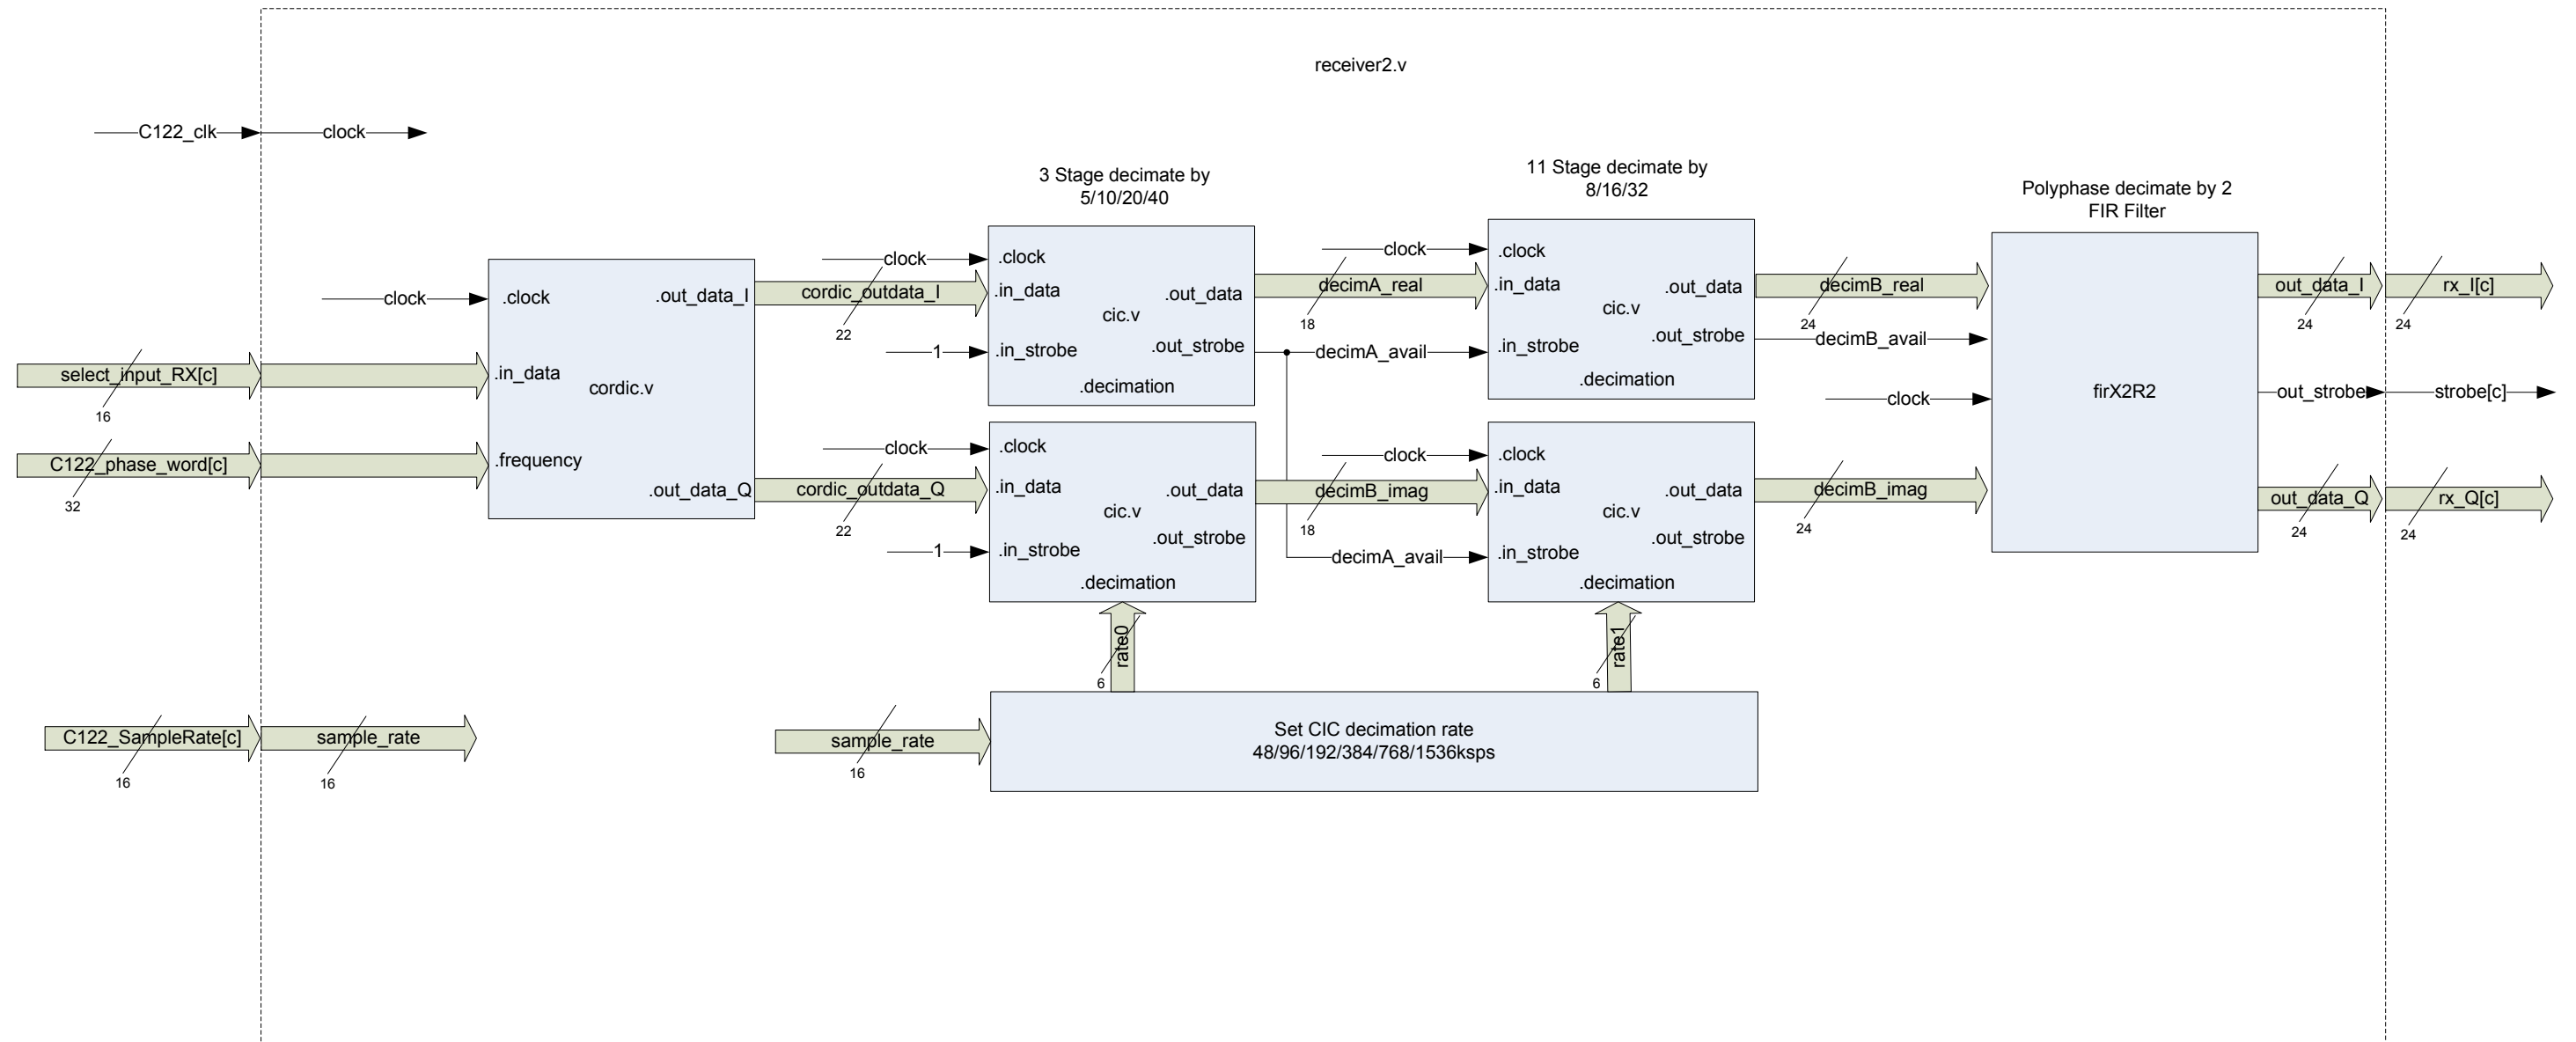 receiver2.v
C122_clk
clock
3 Stage decimate by
5/10/20/40
11 Stage decimate by
8/16/32
Polyphase decimate by 2
FIR Filter
clock
.clock
.in_data
.frequency
cordic.v
.out_data_I
.out_data_Q
select_input_RX[c]
16
C122_phase_word[c]
32
clock
cordic_outdata_I
22
1
.clock
.in_data
.in_strobe
cic.v
.out_data
.out_strobe
.decimation
clock
decimA_real
18
decimA_avail
.clock
.in_data
.in_strobe
cic.v
.out_data
.out_strobe
.decimation
decimB_real
24
decimB_avail
clock
firX2R2
out_data_I
24
rx_I[c]
24
out_strobe
strobe[c]
out_data_Q
24
rx_Q[c]
24
clock
cordic_outdata_Q
22
1
.clock
.in_data
.in_strobe
cic.v
.out_data
.out_strobe
.decimation
clock
decimB_imag
18
decimA_avail
.clock
.in_data
.in_strobe
cic.v
.out_data
.out_strobe
.decimation
decimB_imag
24
rate0
6
rate1
6
C122_SampleRate[c]
16
sample_rate
16
sample_rate
16
Set CIC decimation rate
48/96/192/384/768/1536ksps